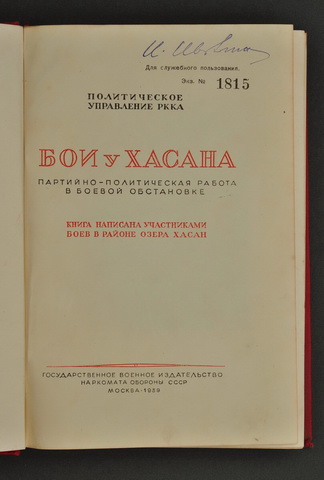 Для служебного пользования.
Экз. № 1815
ПОЛИТИЧЕСКОЕ
УПРАВЛЕНИЕ РККА
БОИ У ХАСАНА
ПАРТИЙНО-ПОЛИТИЧЕСКАЯ РАБОТА
В БОЕВОЙ ОБСТАНОВКЕ
КНИГА НАПИСАНА УЧАСТНИКАМИ
БОЕВ В РАЙОНЕ ОЗЕРА ХАСАН
ГОСУДАРСТВЕННОЕ ВОЕННОЕ ИЗДАТЕЛЬСТВО
НАРКОМАТА ОБОРОНЫ СССР
МОСКВА-1939